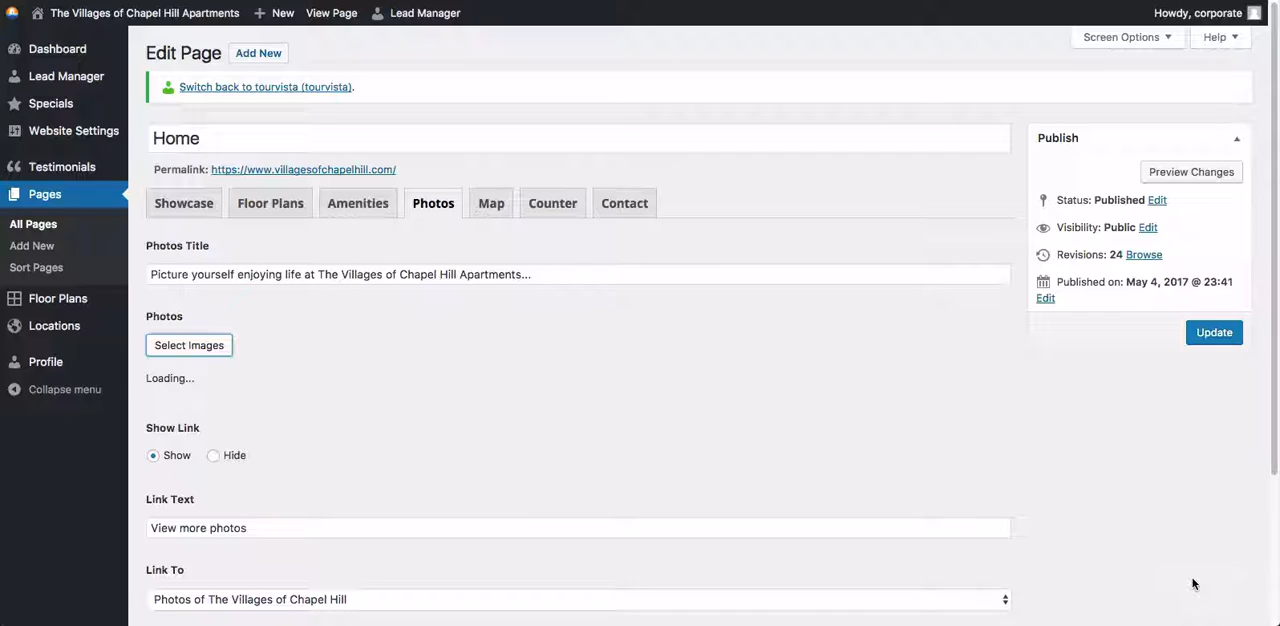 The Villages of Chapel Hill Apartments New View Page Lead Manager Howdy, corporate
Dashboard
Lead Manager
Specials
Website Settings
Testimonials
Pages
All Pages
Add New
Sort Pages
Floor Plans
Locations
Profile
Collapse menu
Screen Options Help
Edit Page Add New
Switch back to tourvista (tourvista).
Home
Permalink: https://www.villagesofchapelhill.com/
Showcase Floor Plans Amenities Photos Map Counter Contact
Photos Title
Picture yourself enjoying life at The Villages of Chapel Hill Apartments...
Photos
Select Images
Loading...
Show Link
Show Hide
Link Text
View more photos
Link To
Photos of The Villages of Chapel Hill
Publish
Preview Changes
Status: Published Edit
Visibility: Public Edit
Revisions: 24 Browse
Published on: May 4, 2017 @ 23:41
Edit
Update